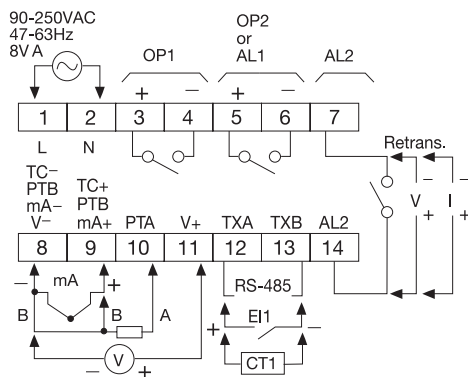 90-250VAC
47-63Hz
8VA
OP1
OP2
or
AL1
AL2
+ − + −
1 2 3 4 5 6 7
L N
Retrans.
TC−
PTB
mA−
V−
TC+
PTB
mA+
PTA V+ TXA TXB AL2
− −
V I
+ +
8 9 10 11 12 13 14
− mA +
RS-485
B B A
+ EI1 −
− V +
CT1